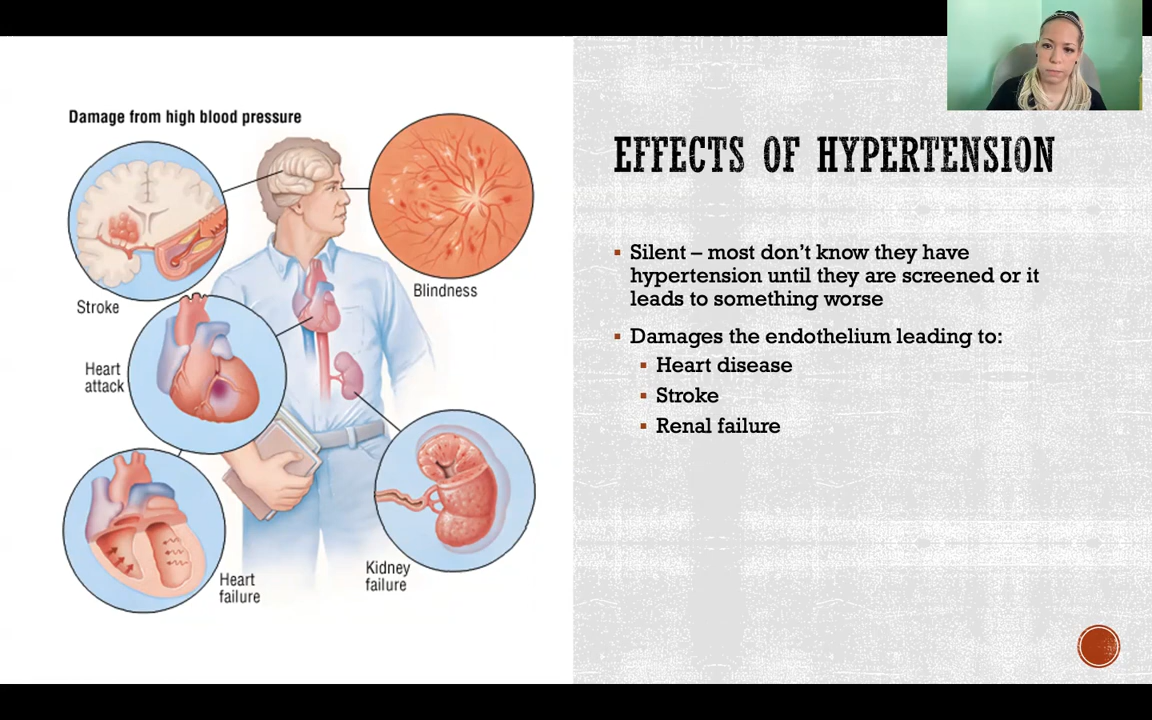 Damage from high blood pressure
Stroke
Blindness
Heart
attack
Heart
failure
Kidney
failure
EFFECTS OF HYPERTENSION
▪ Silent – most don’t know they have
hypertension until they are screened or it
leads to something worse
▪ Damages the endothelium leading to:
▪ Heart disease
▪ Stroke
▪ Renal failure